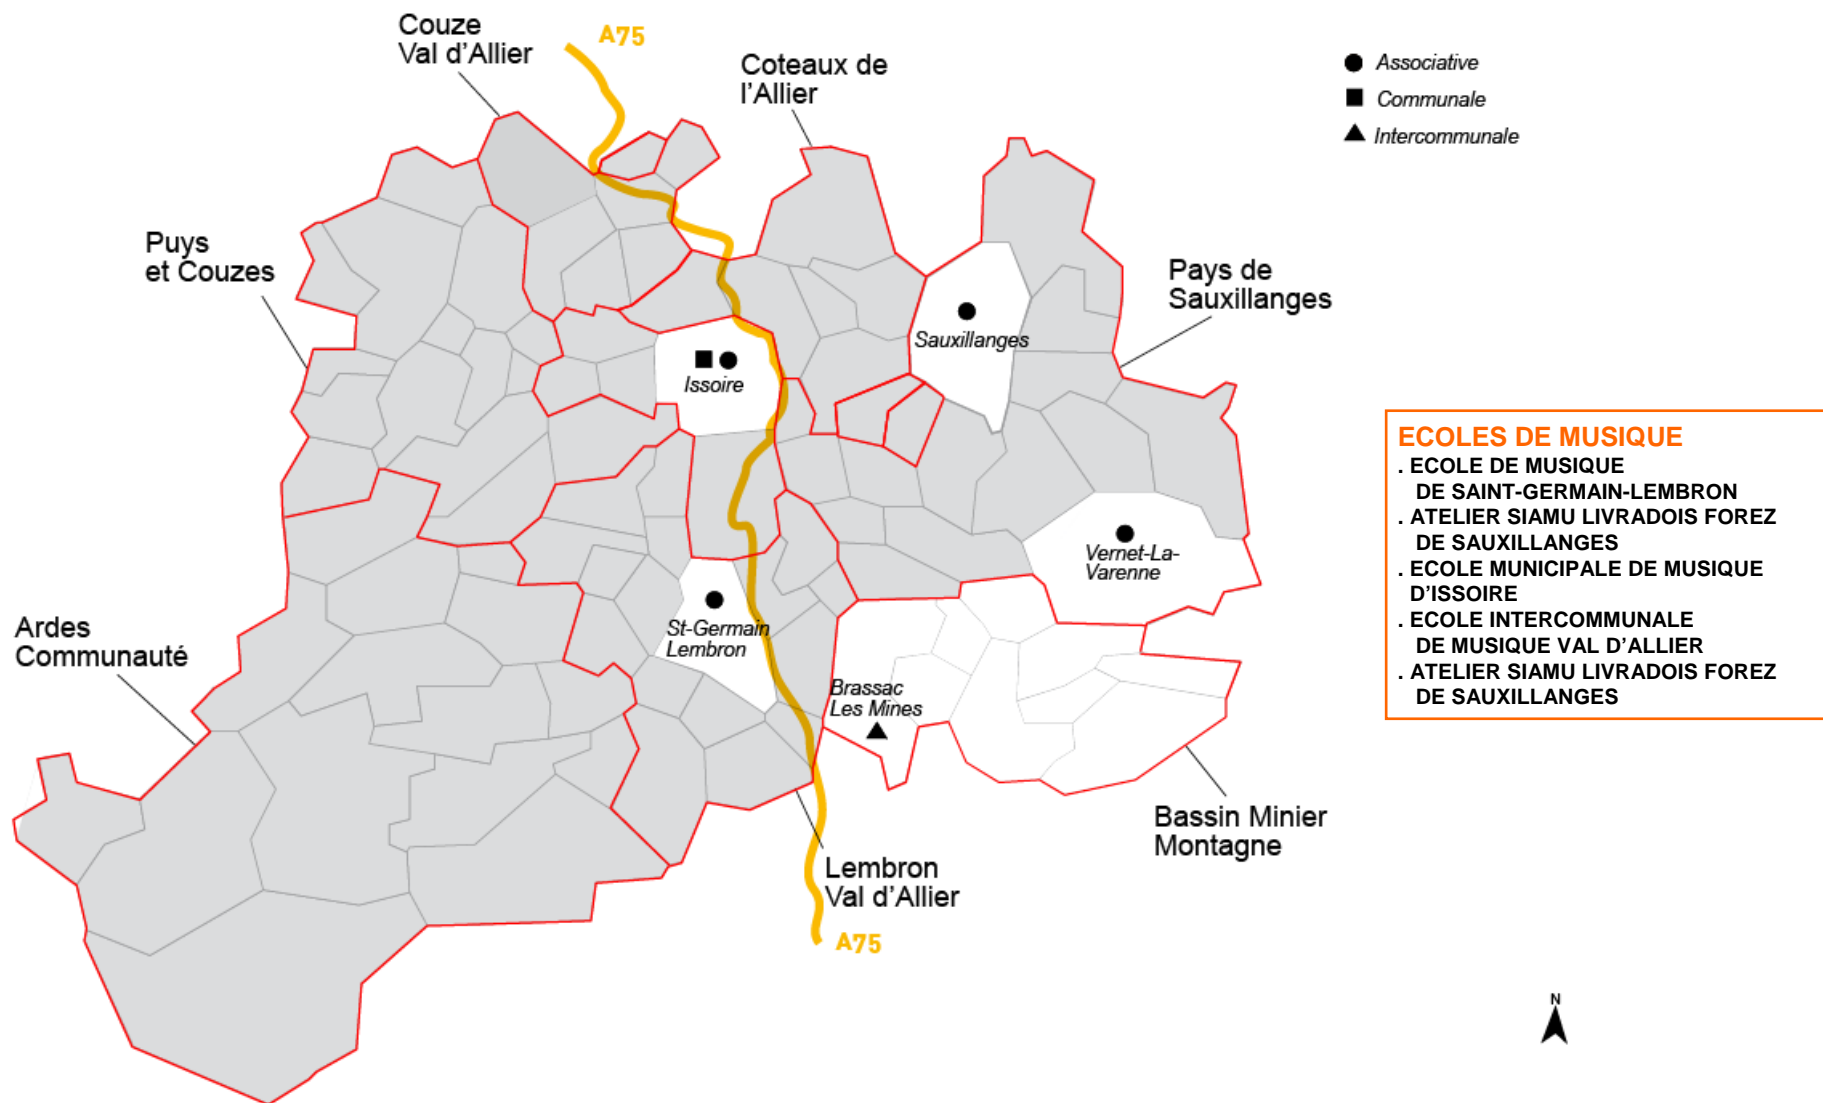 Couze
Val d'Allier
A75
Coteaux de
l'Allier
Associative
Communale
Intercommunale
Puys
et Couzes
Pays de
Sauxillanges
Sauxillanges
Issoire
ECOLES DE MUSIQUE
. ECOLE DE MUSIQUE
DE SAINT-GERMAIN-LEMBRON
. ATELIER SIAMU LIVRADOIS FOREZ
DE SAUXILLANGES
. ECOLE MUNICIPALE DE MUSIQUE
D'ISSOIRE
. ECOLE INTERCOMMUNALE
DE MUSIQUE VAL D'ALLIER
. ATELIER SIAMU LIVRADOIS FOREZ
DE SAUXILLANGES
Vernet-La-
Varenne
St-Germain
Lembron
Ardes
Communauté
Brassac
Les Mines
Bassin Minier
Montagne
Lembron
Val d'Allier
A75
N